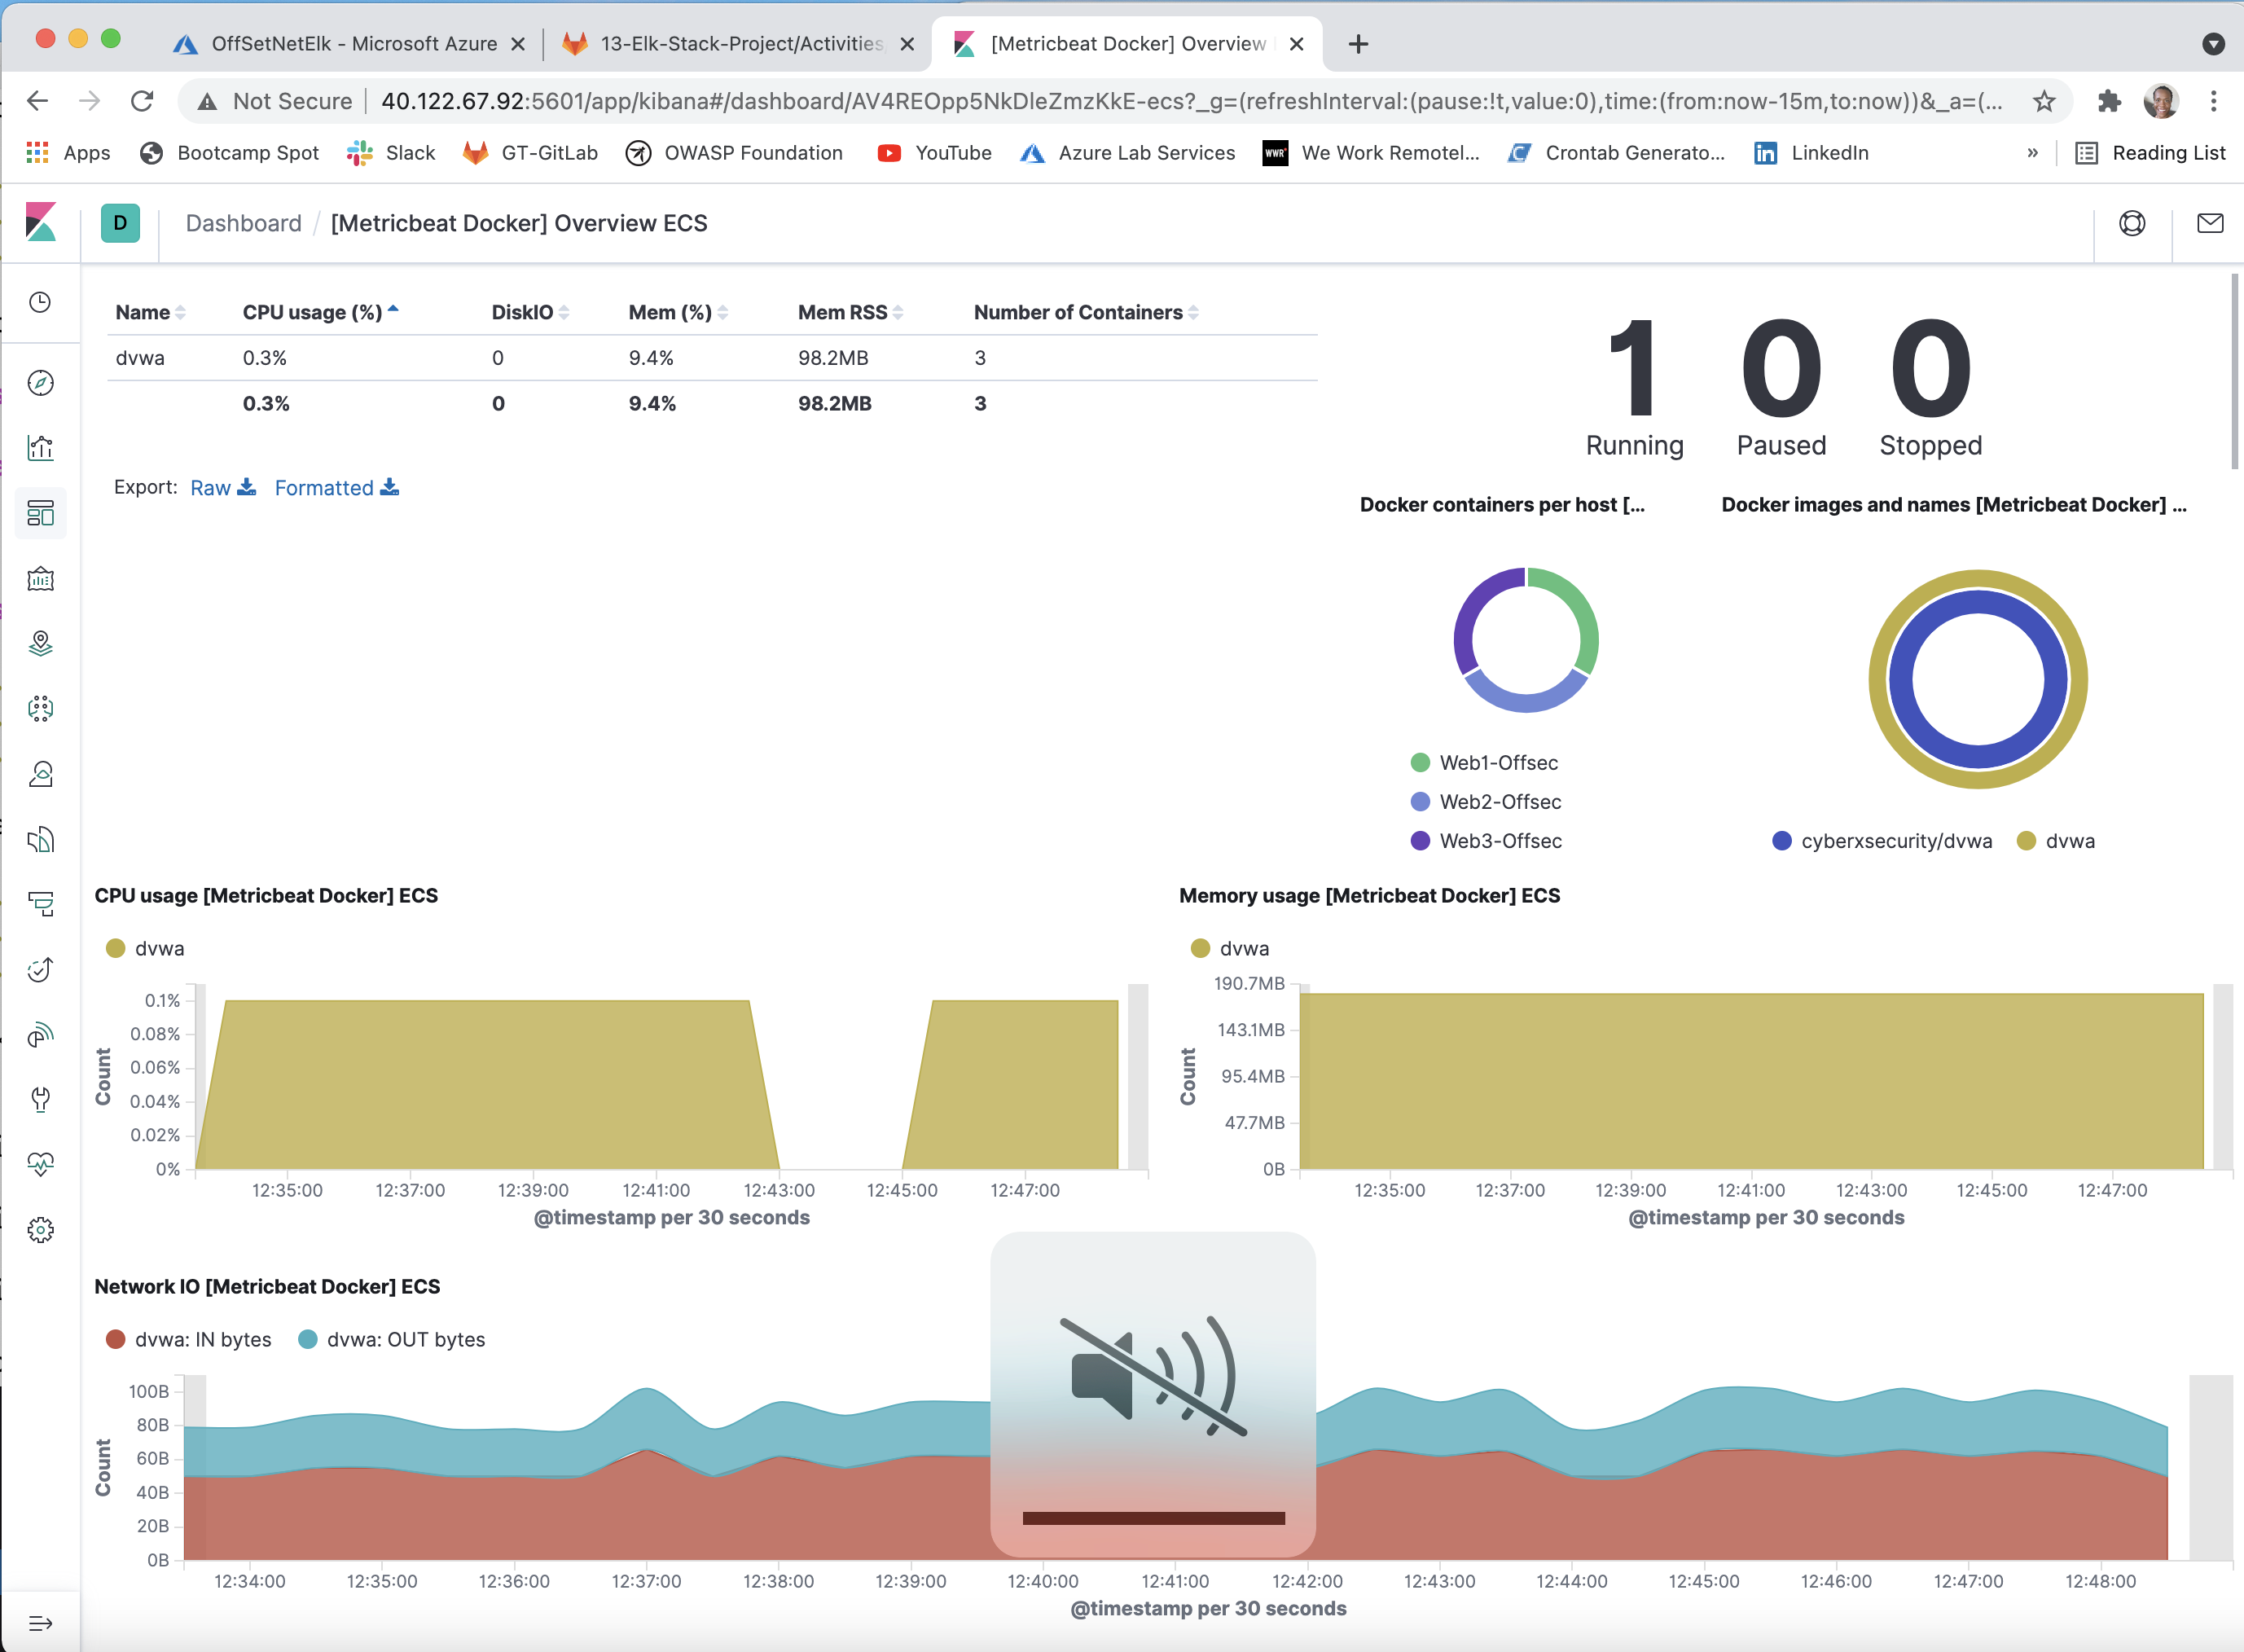 OffSetNetElk - Microsoft Azure
13-Elk-Stack-Project/Activities
[Metricbeat Docker] Overview
Not Secure
40.122.67.92:5601/app/kibana#/dashboard/AV4REOpp5NkDleZmzKkE-ecs?_g=(refreshInterval:(pause:!t,value:0),time:(from:now-15m,to:now))&_a=(...
Apps Bootcamp Spot Slack GT-GitLab OWASP Foundation YouTube Azure Lab Services WWR We Work Remotel... Crontab Generato... LinkedIn » Reading List
D Dashboard / [Metricbeat Docker] Overview ECS
Name CPU usage (%) DiskIO Mem (%) Mem RSS Number of Containers
dvwa 0.3% 0 9.4% 98.2MB 3
0.3% 0 9.4% 98.2MB 3
Export: Raw Formatted
1 0 0
Running Paused Stopped
Docker containers per host [...
Web1-Offsec
Web2-Offsec
Web3-Offsec
Docker images and names [Metricbeat Docker] ...
cyberxsecurity/dvwa dvwa
CPU usage [Metricbeat Docker] ECS
dvwa
0.1%
0.08%
0.06%
0.04%
0.02%
0%
Count
12:35:00 12:37:00 12:39:00 12:41:00 12:43:00 12:45:00 12:47:00
@timestamp per 30 seconds
Memory usage [Metricbeat Docker] ECS
dvwa
190.7MB
143.1MB
95.4MB
47.7MB
0B
Count
12:35:00 12:37:00 12:39:00 12:41:00 12:43:00 12:45:00 12:47:00
@timestamp per 30 seconds
Network IO [Metricbeat Docker] ECS
dvwa: IN bytes dvwa: OUT bytes
100B
80B
60B
40B
20B
0B
Count
12:34:00 12:35:00 12:36:00 12:37:00 12:38:00 12:39:00 12:40:00 12:41:00 12:42:00 12:43:00 12:44:00 12:45:00 12:46:00 12:47:00 12:48:00
@timestamp per 30 seconds